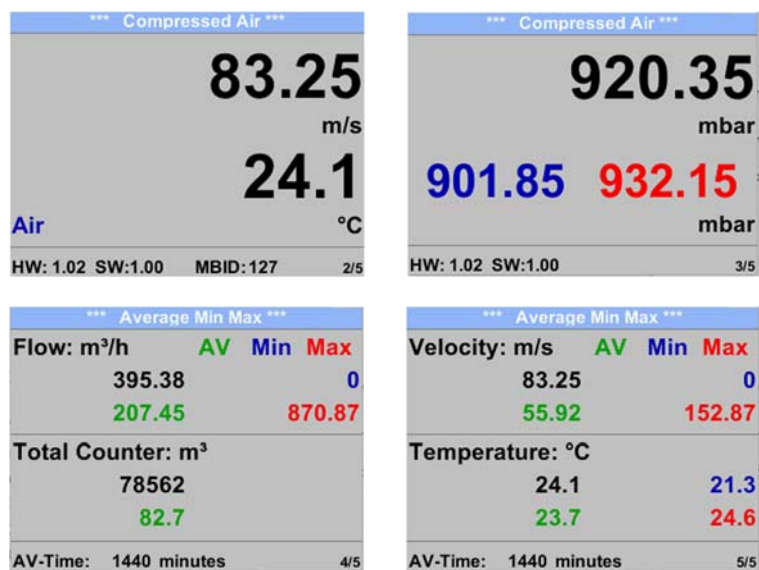 *** Compressed Air ***
83.25
m/s
24.1
Air °C
HW: 1.02 SW:1.00 MBID:127 2/5
*** Compressed Air ***
920.35
mbar
901.85 932.15
mbar
HW: 1.02 SW:1.00 3/5
*** Average Min Max ***
Flow: m³/h AV Min Max
395.38 0
207.45 870.87
Total Counter: m³
78562
82.7
AV-Time: 1440 minutes 4/5
*** Average Min Max ***
Velocity: m/s AV Min Max
83.25 0
55.92 152.87
Temperature: °C
24.1 21.3
23.7 24.6
AV-Time: 1440 minutes 5/5